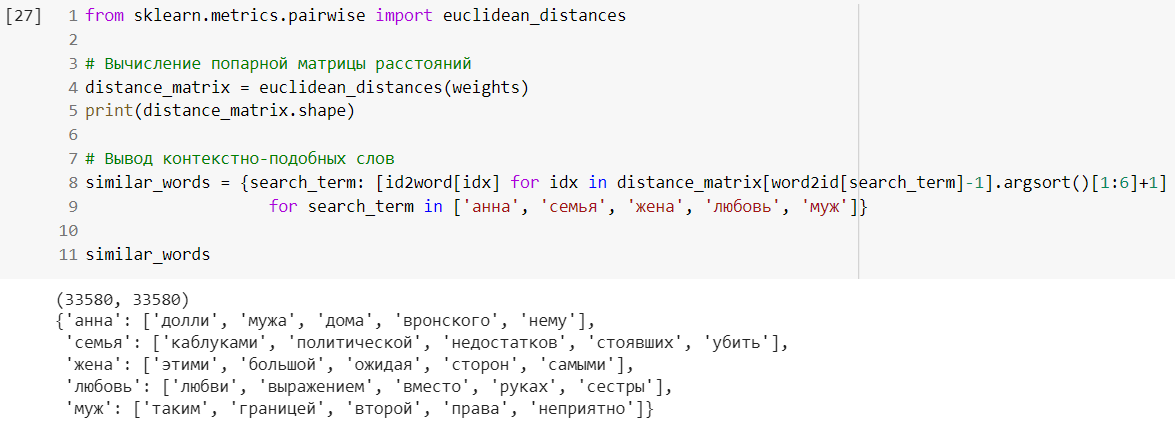 [27] 1 from sklearn.metrics.pairwise import euclidean_distances
2
3 # Вычисление попарной матрицы расстояний
4 distance_matrix = euclidean_distances(weights)
5 print(distance_matrix.shape)
6
7 # Вывод контекстно-подобных слов
8 similar_words = {search_term: [id2word[idx] for idx in distance_matrix[word2id[search_term]-1].argsort()[1:6]+1]
9                    for search_term in ['анна', 'семья', 'жена', 'любовь', 'муж']}
10
11 similar_words
(33580, 33580)
{'анна': ['долли', 'мужа', 'дома', 'вронского', 'нему'],
 'семья': ['каблуками', 'политической', 'недостатков', 'стоявших', 'убить'],
 'жена': ['этими', 'большой', 'ожидая', 'сторон', 'самыми'],
 'любовь': ['любви', 'выражением', 'вместо', 'руках', 'сестры'],
 'муж': ['таким', 'границей', 'второй', 'права', 'неприятно']}